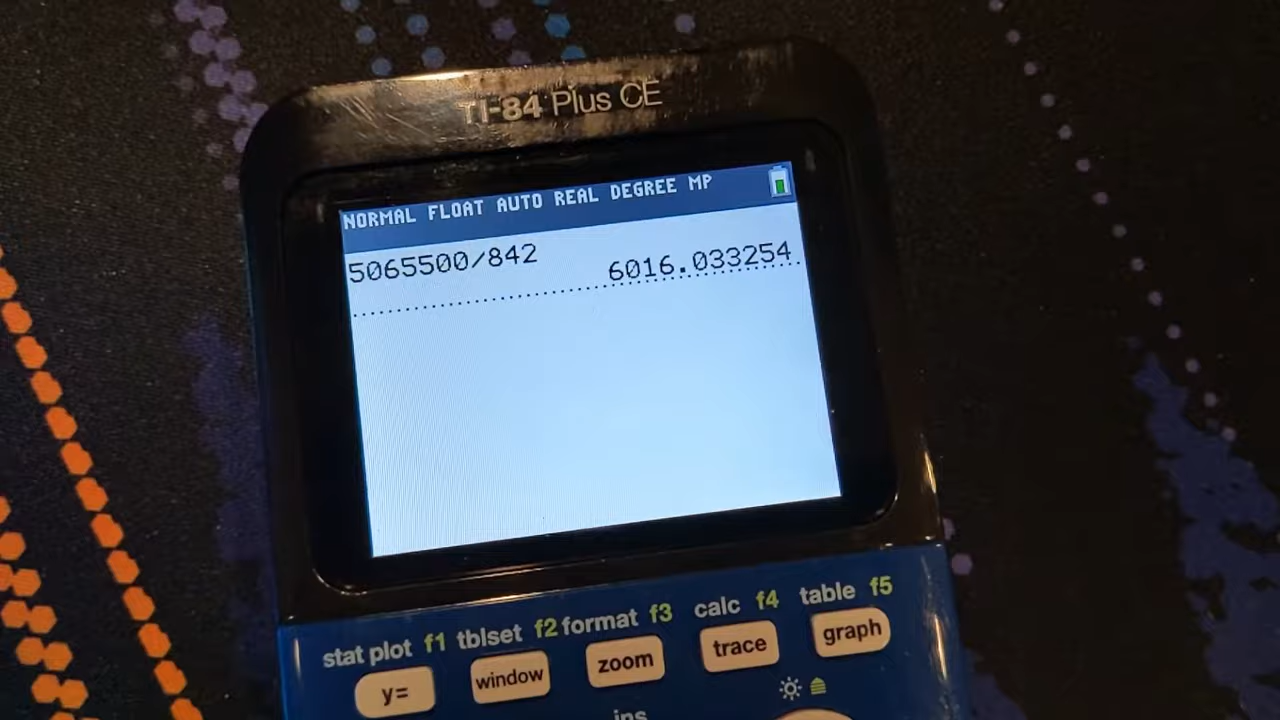 TI-84 Plus CE
NORMAL FLOAT AUTO REAL DEGREE MP
5065500/842
6016.033254
stat plot f1 tblset f2 format f3 calc f4 table f5
y= window zoom trace graph
ins